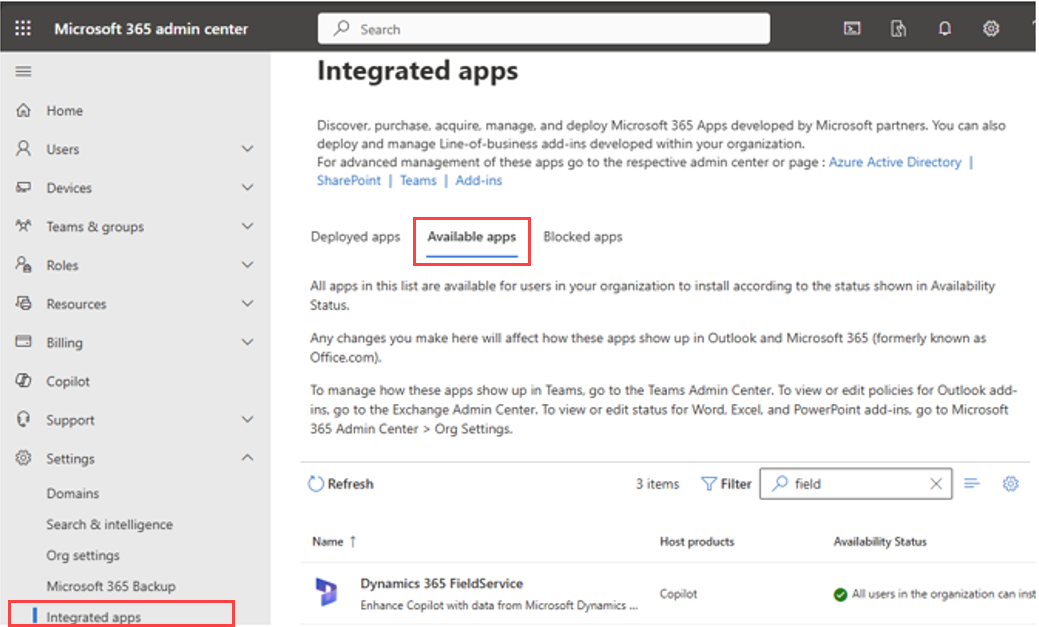 Microsoft 365 admin center
Search
Home
Users
Devices
Teams & groups
Roles
Resources
Billing
Copilot
Support
Settings
Domains
Search & intelligence
Org settings
Microsoft 365 Backup
Integrated apps
Integrated apps
Discover, purchase, acquire, manage, and deploy Microsoft 365 Apps developed by Microsoft partners. You can also
deploy and manage Line-of-business add-ins developed within your organization.
For advanced management of these apps go to the respective admin center or page : Azure Active Directory |
SharePoint | Teams | Add-ins
Deployed apps Available apps Blocked apps
All apps in this list are available for users in your organization to install according to the status shown in Availability
Status.
Any changes you make here will affect how these apps show up in Outlook and Microsoft 365 (formerly known as
Office.com).
To manage how these apps show up in Teams, go to the Teams Admin Center. To view or edit policies for Outlook add-
ins, go to the Exchange Admin Center. To view or edit status for Word, Excel, and PowerPoint add-ins, go to Microsoft
365 Admin Center > Org Settings.
Refresh 3 items Filter field
Name ↑ Host products Availability Status
Dynamics 365 FieldService
Enhance Copilot with data from Microsoft Dynamics ... Copilot All users in the organization can inst